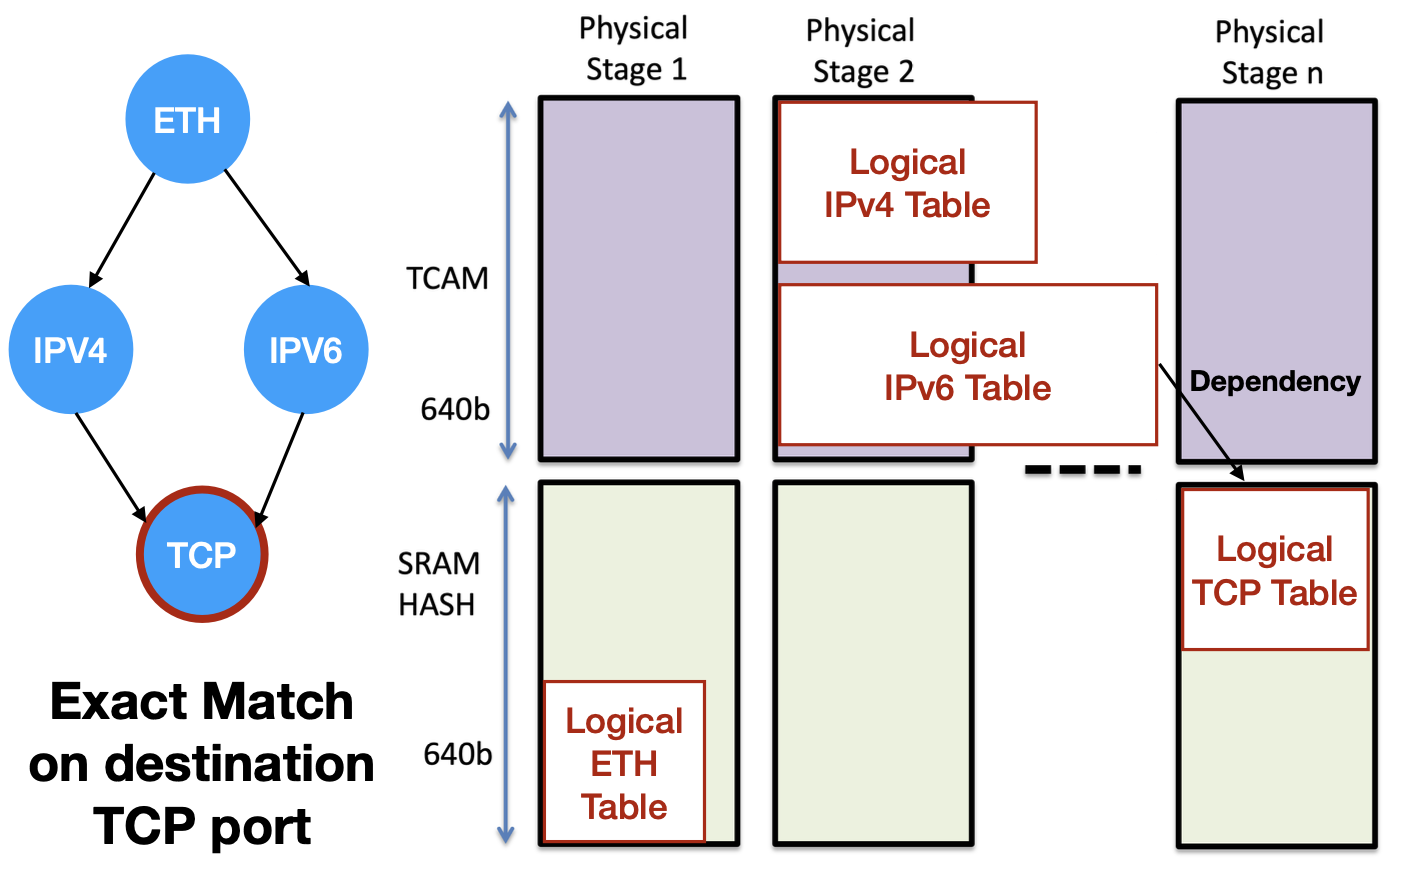 ETH
IPV4
IPV6
TCP
Exact Match
on destination
TCP port
Physical
Stage 1
Physical
Stage 2
Physical
Stage n
TCAM
640b
SRAM
HASH
640b
Logical
IPv4 Table
Logical
IPv6 Table
Dependency
Logical
ETH
Table
Logical
TCP Table